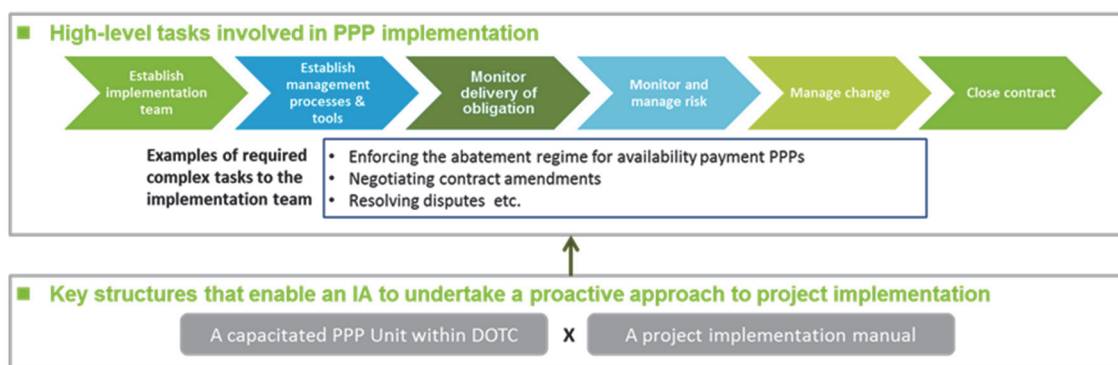 High-level tasks involved in PPP implementation
Establish
implementation
team
Establish
management
processes &
tools
Monitor
delivery of
obligation
Monitor and
manage risk
Manage change
Close contract
Examples of required
complex tasks to the
implementation team
• Enforcing the abatement regime for availability payment PPPs
• Negotiating contract amendments
• Resolving disputes etc.
Key structures that enable an IA to undertake a proactive approach to project implementation
A capacitated PPP Unit within DOTC
X
A project implementation manual